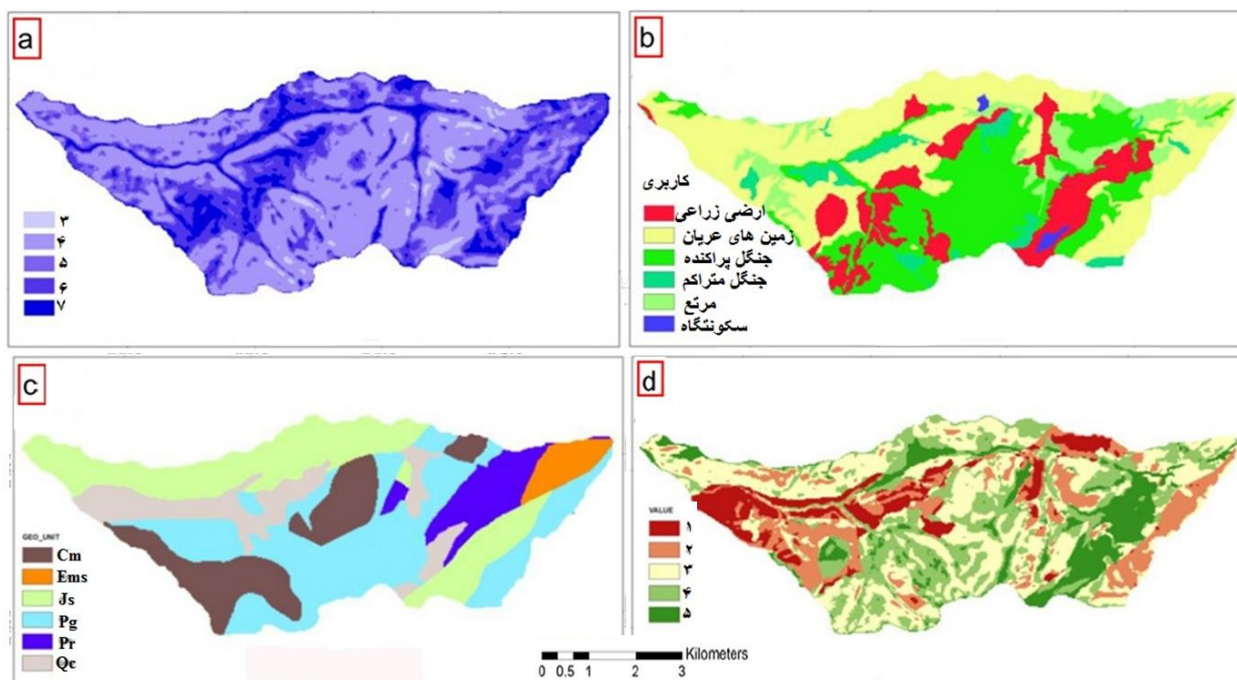 a
۳
۴
۵
۶
۷
b
کاربری
ارضی زراعی
زمین های عریان
جنگل پراکنده
جنگل متراکم
مرتع
سکونتگاه
c
GEO_UNIT
Cm
Ems
Js
Pg
Pr
Qc
d
VALUE
۱
۲
۳
۴
۵
Kilometers
0 0.5 1 2 3